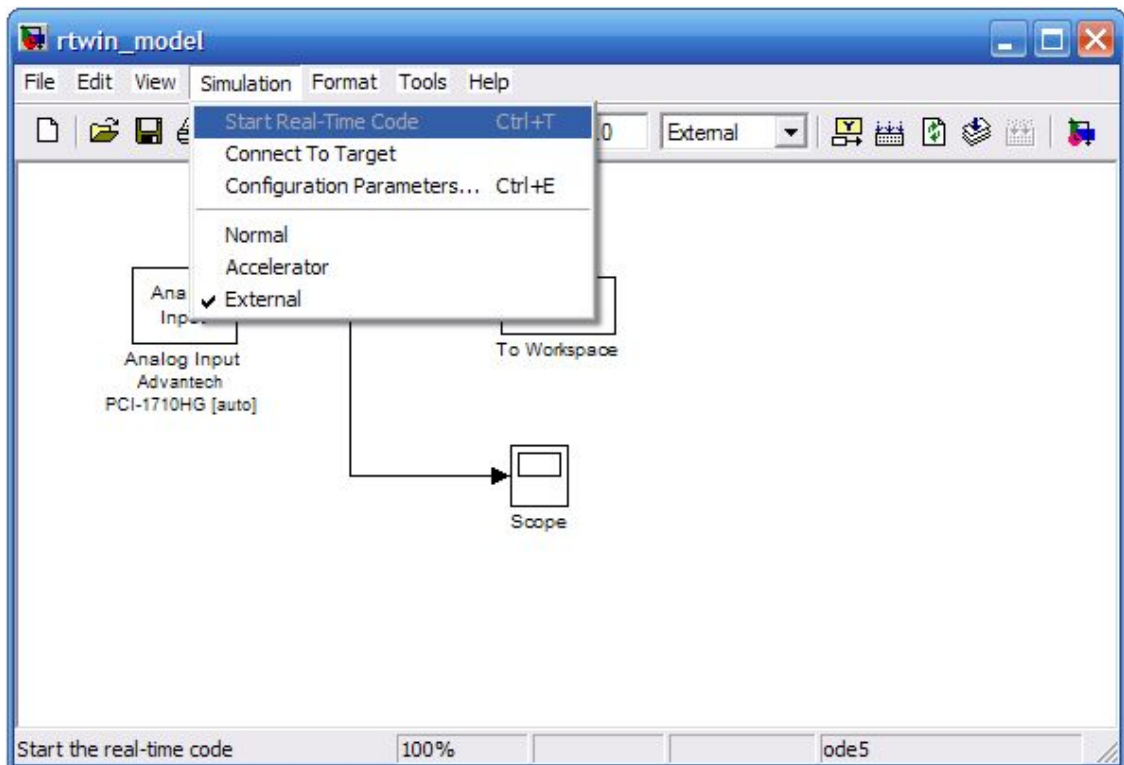 rtwin_model
File Edit View Simulation Format Tools Help
Start Real-Time Code Ctrl+T
.0 External
Connect To Target
Configuration Parameters... Ctrl+E
Normal
Accelerator
External
Ana
Inp
Analog Input
Advantech
PCI-1710HG [auto]
To Workspace
Scope
Start the real-time code 100% ode5